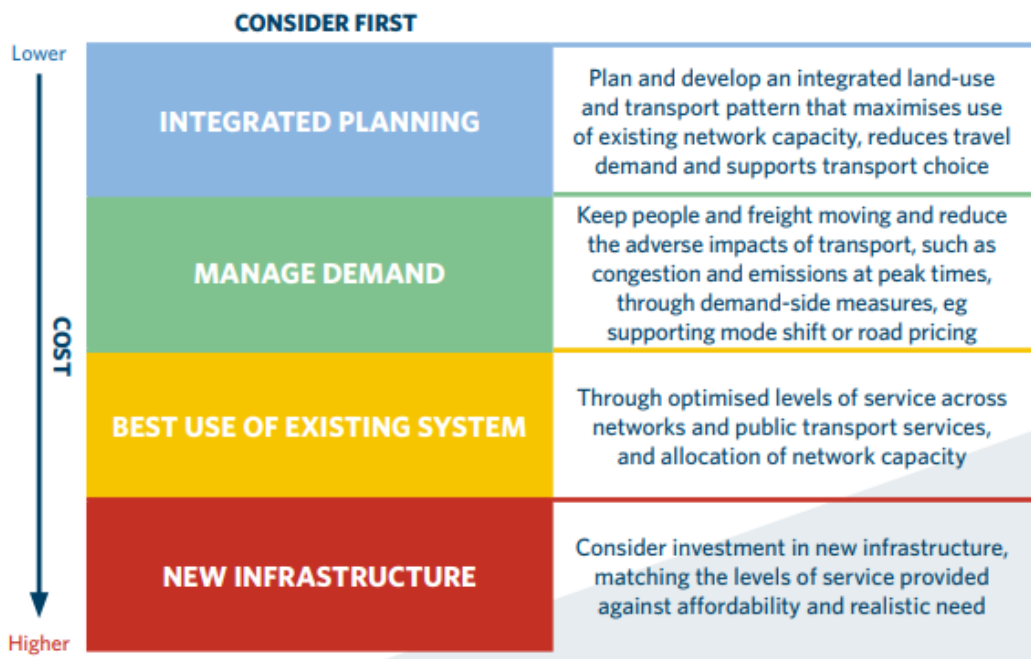 CONSIDER FIRST
Lower
COST
Higher
INTEGRATED PLANNING
Plan and develop an integrated land-use
and transport pattern that maximises use
of existing network capacity, reduces travel
demand and supports transport choice
MANAGE DEMAND
Keep people and freight moving and reduce
the adverse impacts of transport, such as
congestion and emissions at peak times,
through demand-side measures, eg
supporting mode shift or road pricing
BEST USE OF EXISTING SYSTEM
Through optimised levels of service across
networks and public transport services,
and allocation of network capacity
NEW INFRASTRUCTURE
Consider investment in new infrastructure,
matching the levels of service provided
against affordability and realistic need